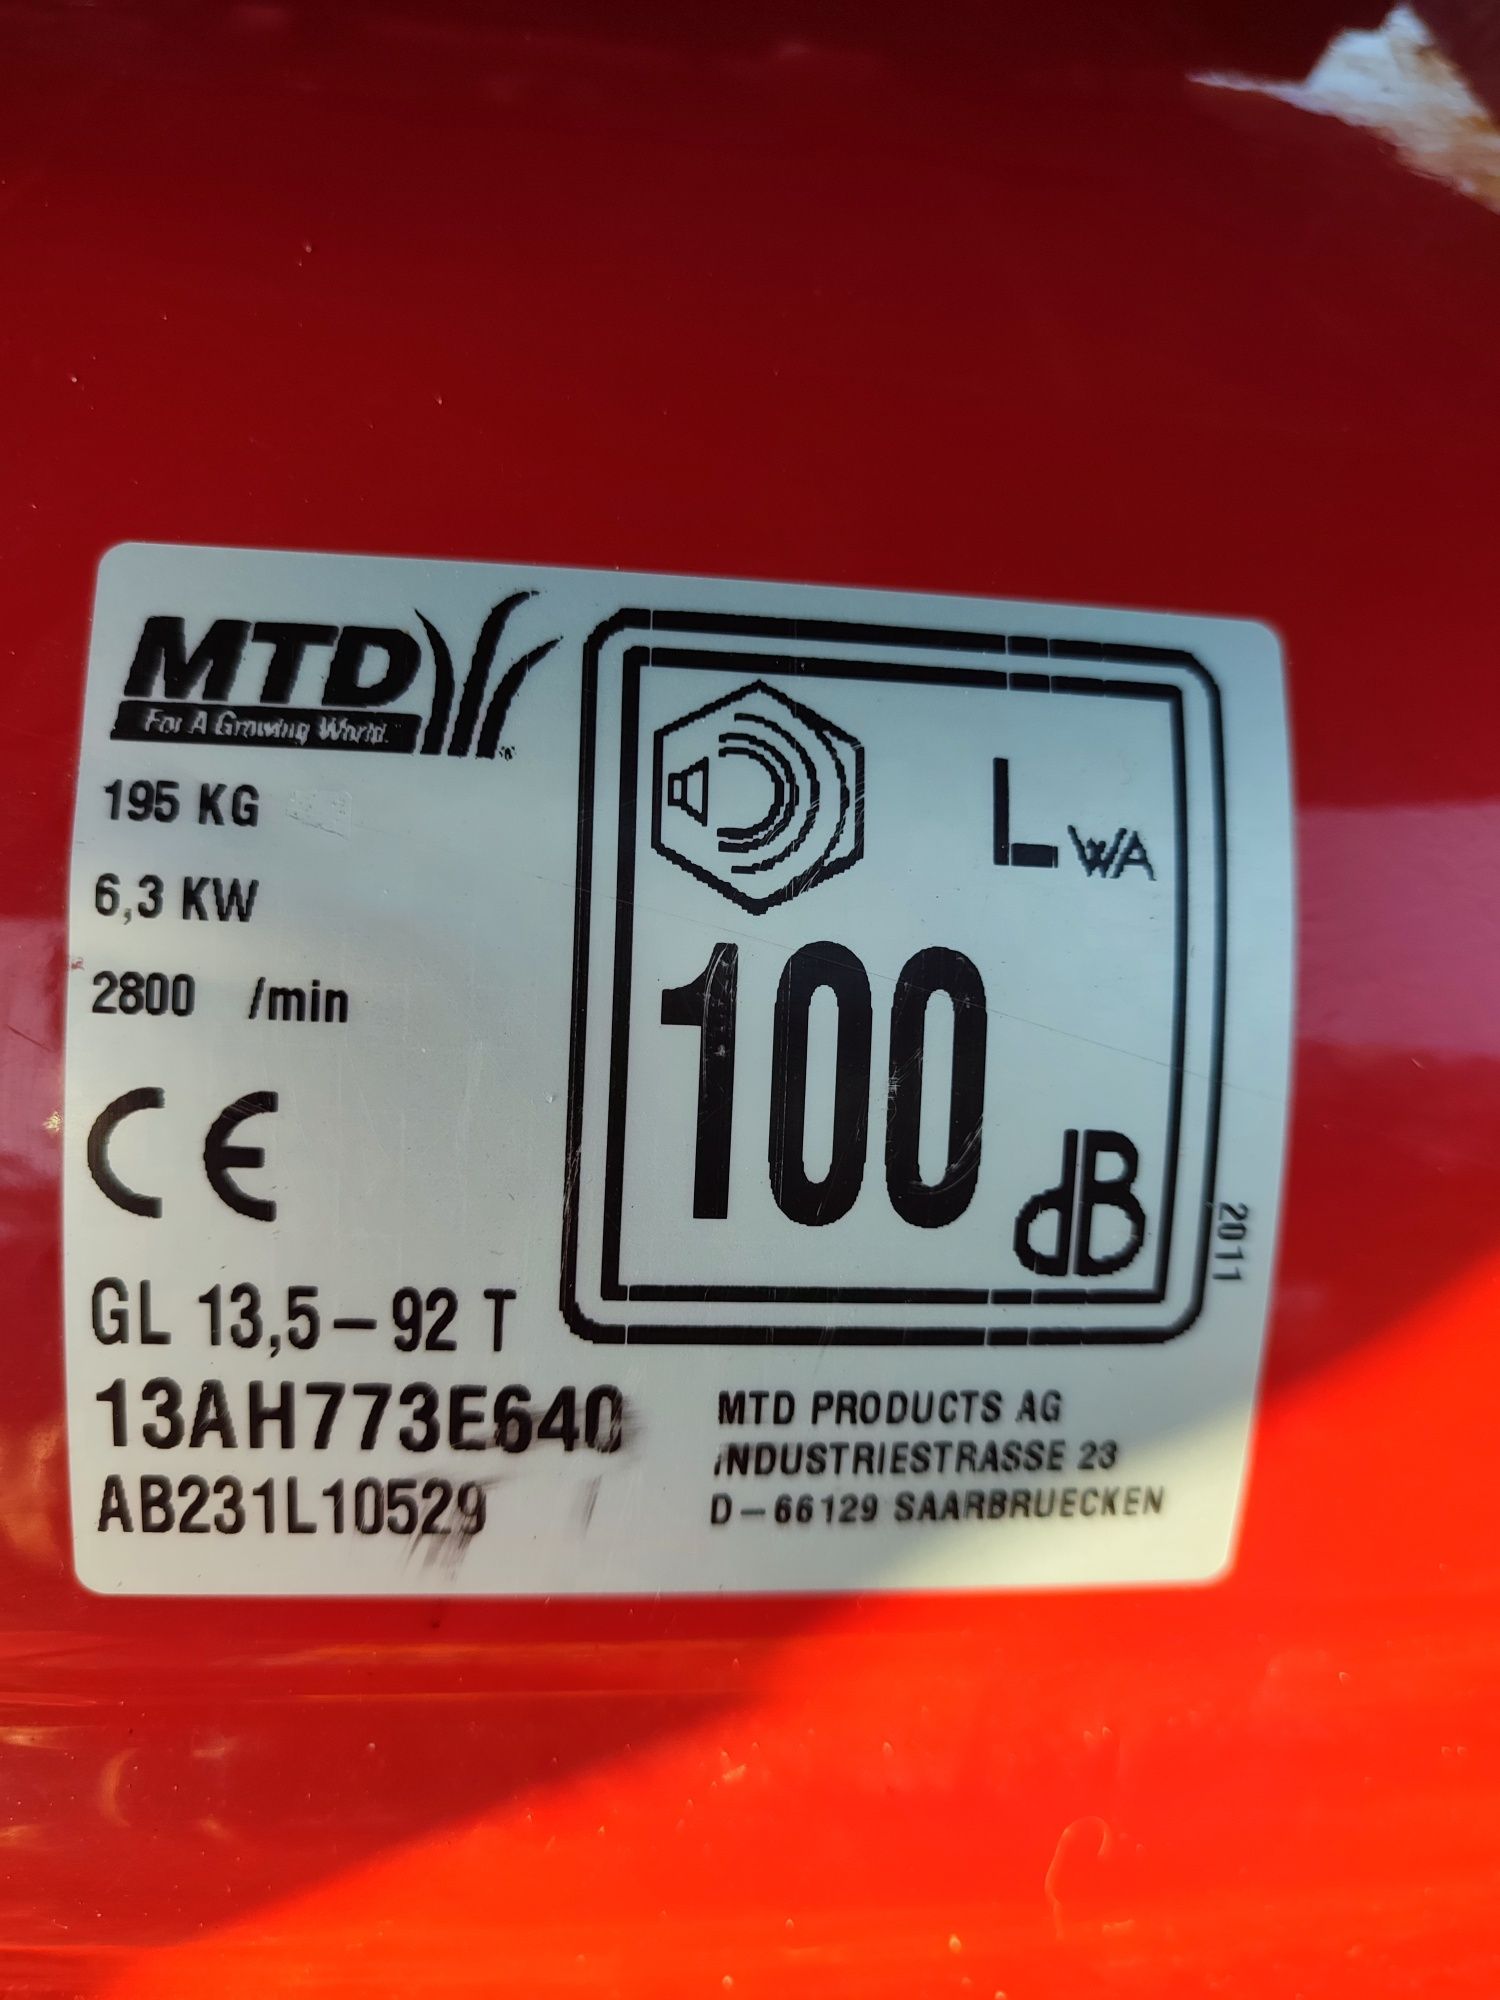 MTD
For A Growing World.
195 KG
6,3 KW
2800 /min
CE
GL 13,5-92 T
13AH773E640
AB231L10529
LWA
100
dB
2011
MTD PRODUCTS AG
INDUSTRIESTRASSE 23
D-66129 SAARBRUECKEN